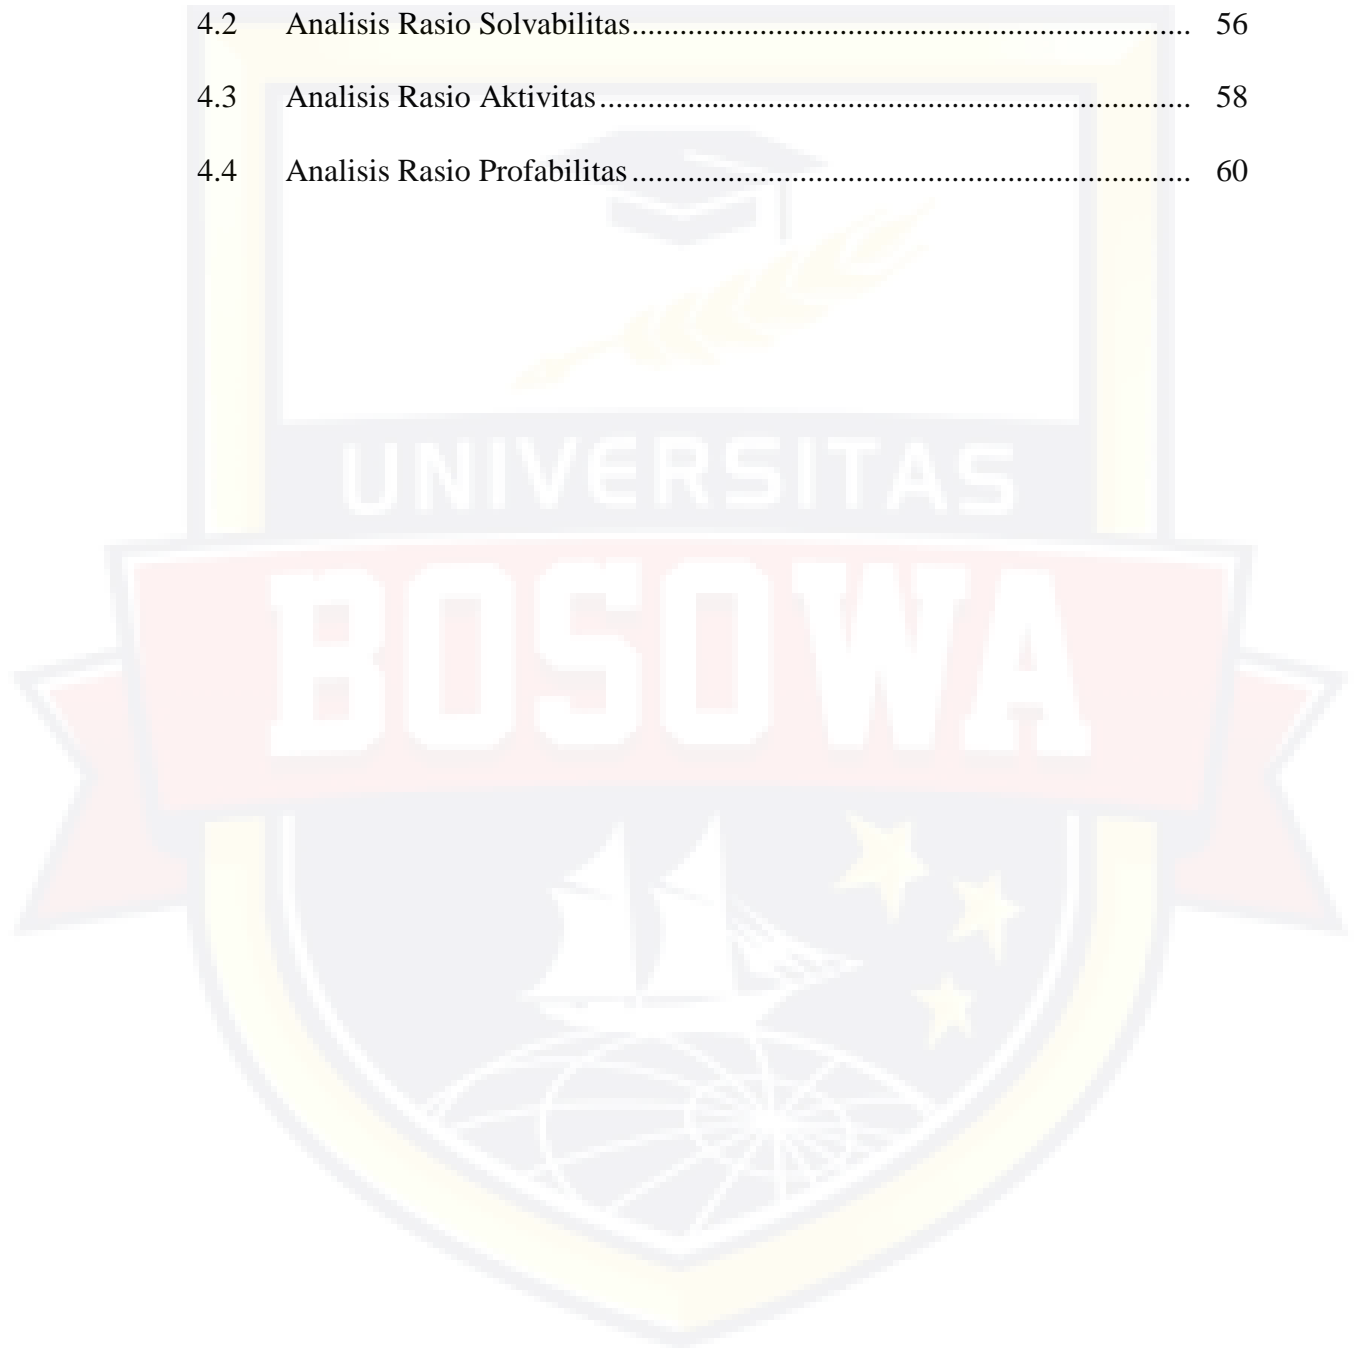 4.2 Analisis Rasio Solvabilitas...................................................................... 56
4.3 Analisis Rasio Aktivitas.......................................................................... 58
4.4 Analisis Rasio Profabilitas...................................................................... 60
UNIVERSITAS
BOSOWA